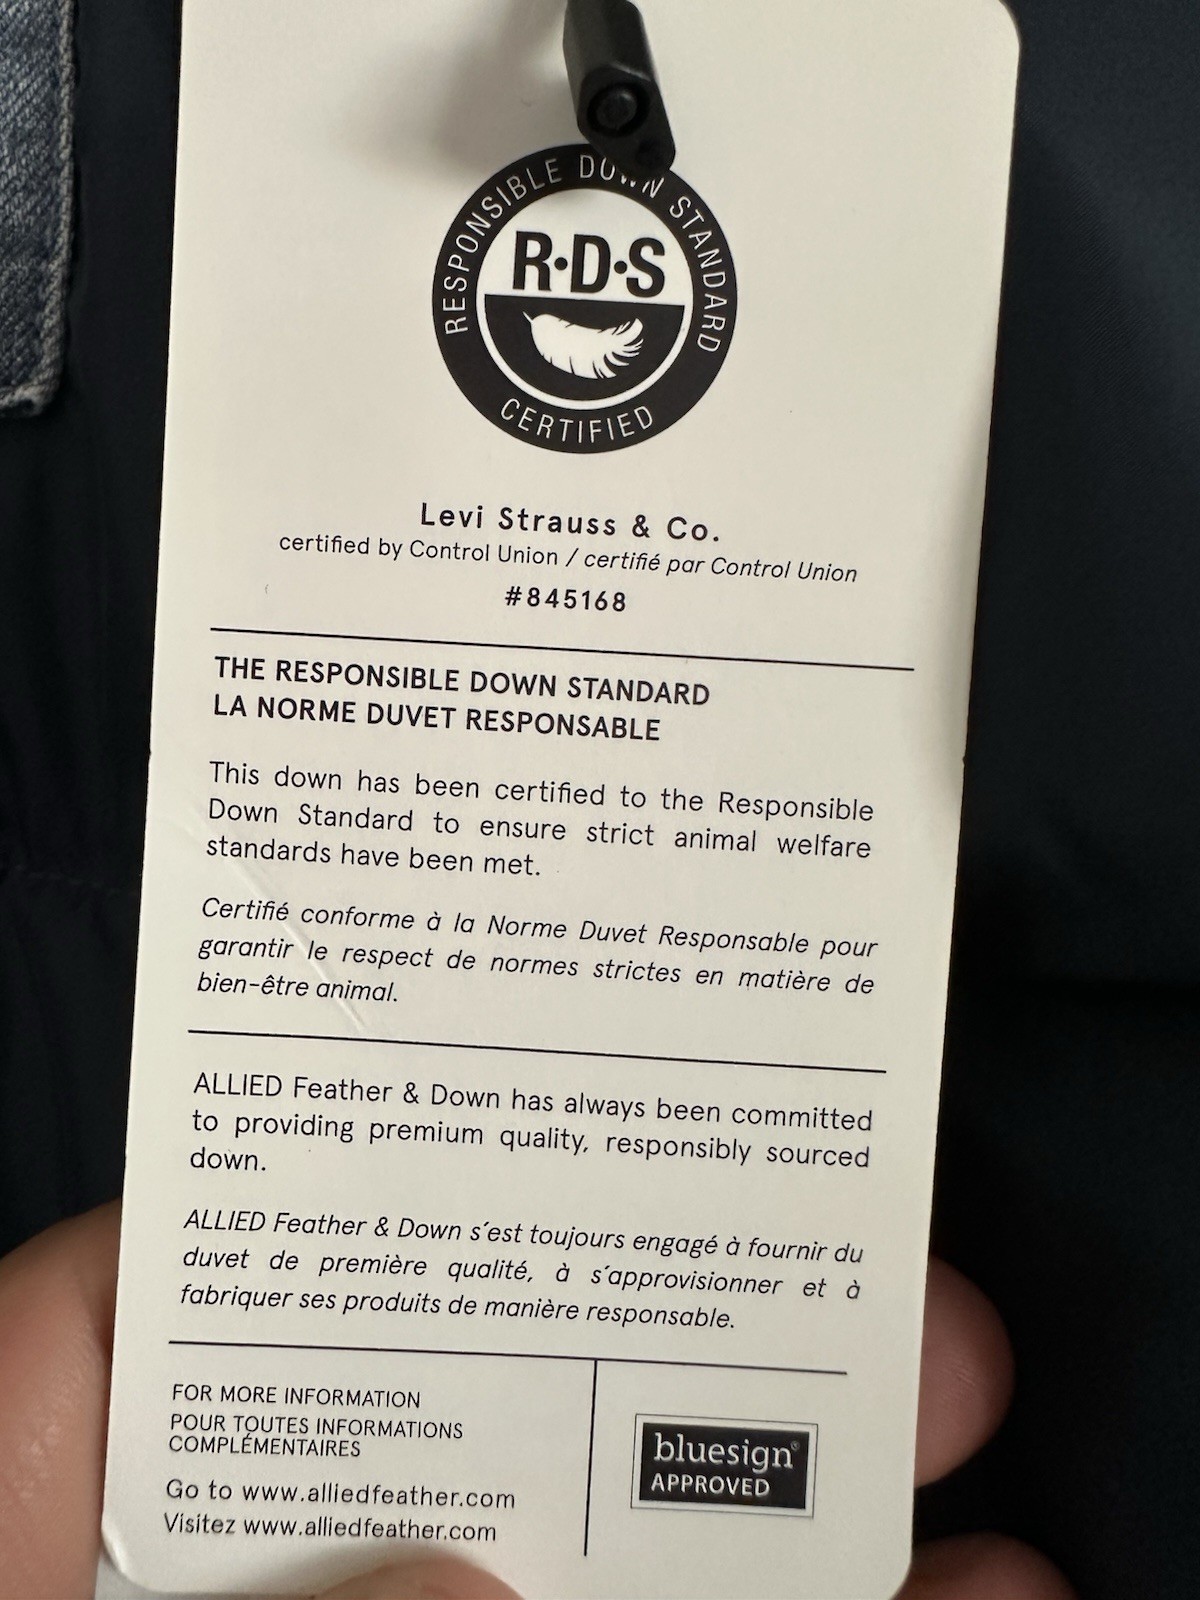 RESPONSIBLE DOWN STANDARD
R·D·S
CERTIFIED
Levi Strauss & Co.
certified by Control Union / certifié par Control Union
#845168
THE RESPONSIBLE DOWN STANDARD
LA NORME DUVET RESPONSABLE
This down has been certified to the Responsible
Down Standard to ensure strict animal welfare
standards have been met.
Certifié conforme à la Norme Duvet Responsable pour
garantir le respect de normes strictes en matière de
bien-être animal.
ALLIED Feather & Down has always been committed
to providing premium quality, responsibly sourced
down.
ALLIED Feather & Down s'est toujours engagé à fournir du
duvet de première qualité, à s'approvisionner et à
fabriquer ses produits de manière responsable.
FOR MORE INFORMATION
POUR TOUTES INFORMATIONS
COMPLÉMENTAIRES
Go to www.alliedfeather.com
Visitez www.alliedfeather.com
bluesign®
APPROVED